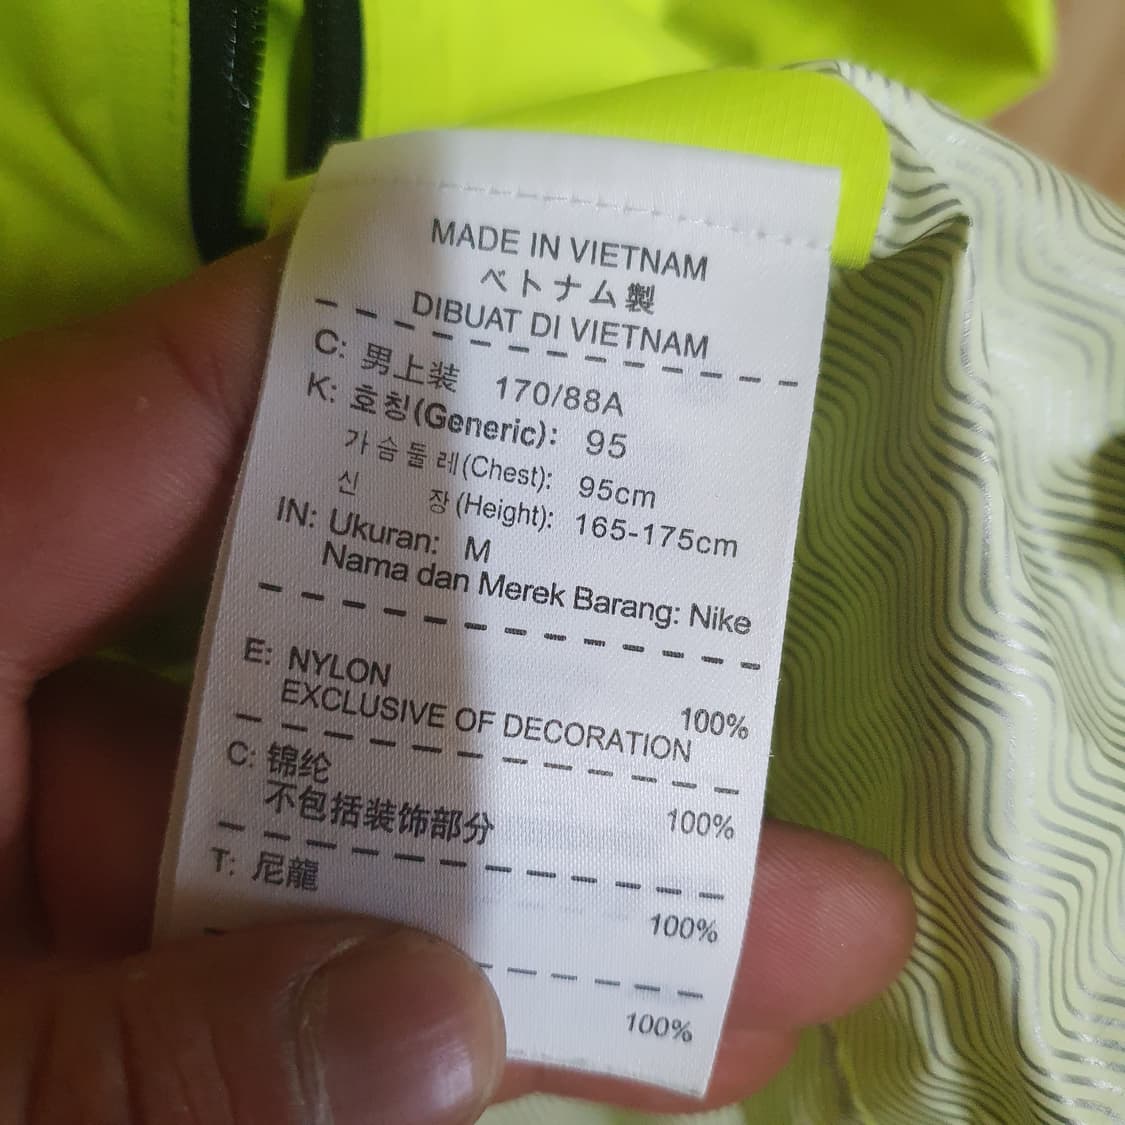 MADE IN VIETNAM
ベトナム製
DIBUAT DI VIETNAM
C: 男上装 170/88A
K: 호칭(Generic): 95
가슴둘레(Chest): 95cm
신 장(Height): 165-175cm
IN: Ukuran: M
Nama dan Merek Barang: Nike
E: NYLON 100%
EXCLUSIVE OF DECORATION
C: 锦纶 100%
不包括装饰部分
T: 尼龍 100%
100%